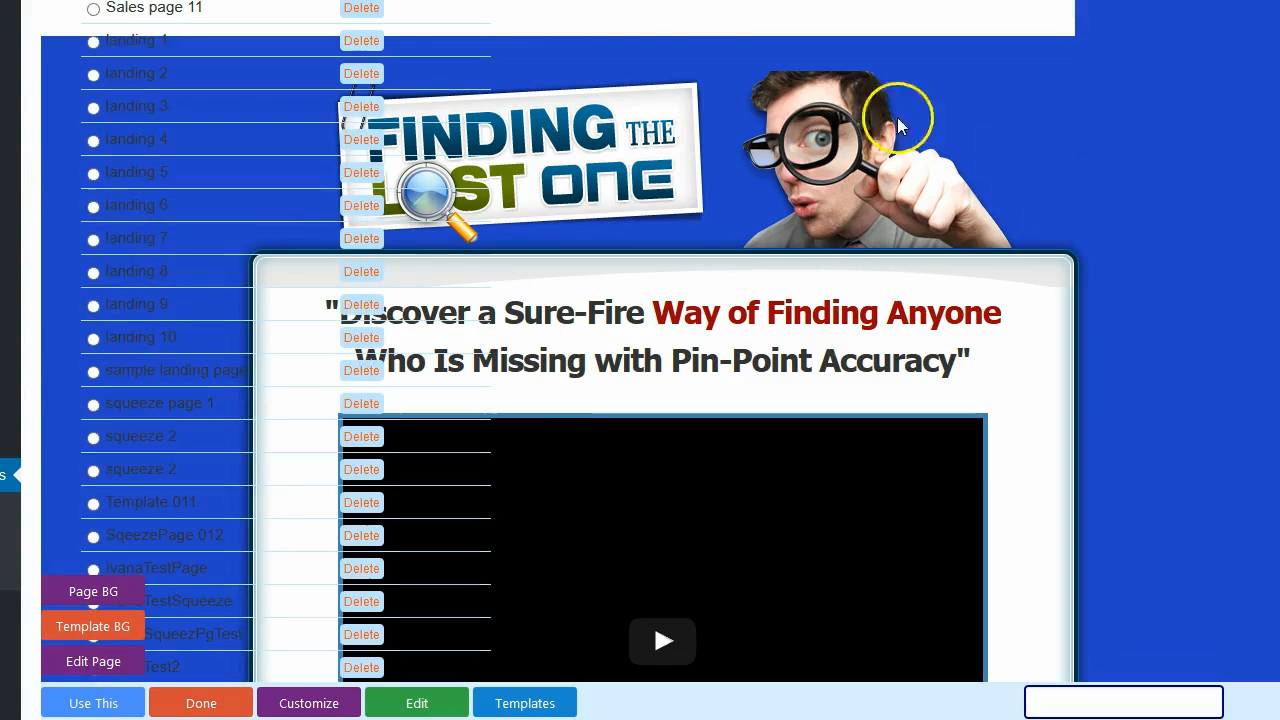 Sales page 11 Delete
landing 1 Delete
landing 2 Delete
landing 3 Delete
landing 4 Delete
landing 5 Delete
landing 6 Delete
landing 7 Delete
landing 8 Delete
landing 9 Delete
landing 10 Delete
sample landing page Delete
squeeze page 1 Delete
squeeze 2 Delete
squeeze 2 Delete
Template 011 Delete
SqeezePage 012 Delete
IvanaTestPage Delete
TestSqueeze Delete
SqueezPgTest Delete
Test2 Delete
FINDING THE
LOST ONE
"Discover a Sure-Fire Way of Finding Anyone
Who Is Missing with Pin-Point Accuracy"
s
Page BG
Template BG
Edit Page
Use This Done Customize Edit Templates